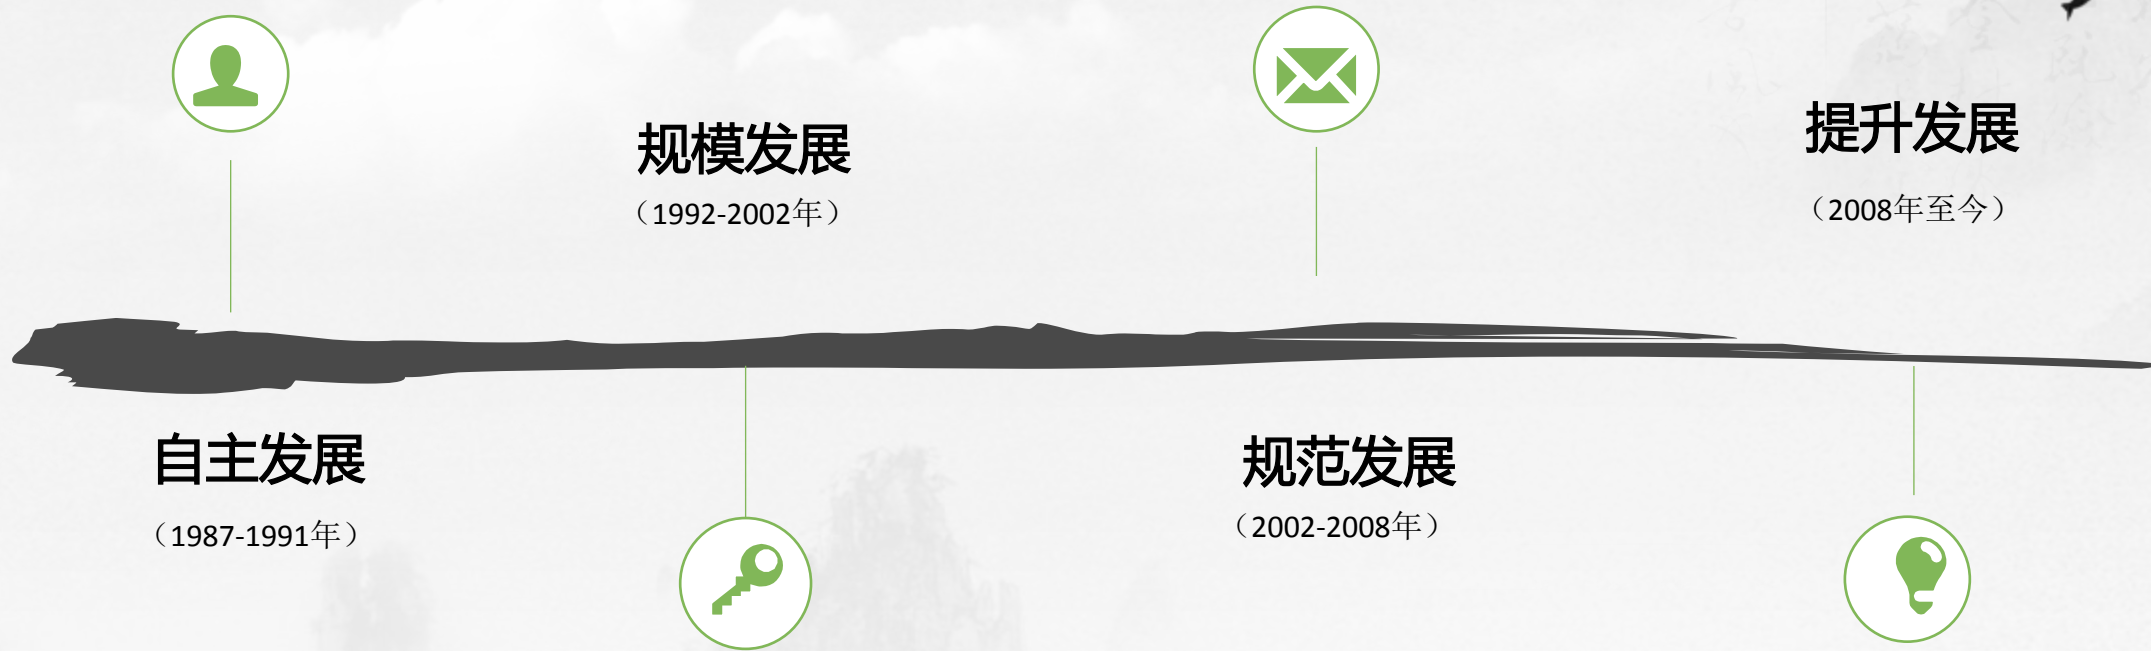 自主发展
（1987-1991年）
规模发展
（1992-2002年）
规范发展
（2002-2008年）
提升发展
（2008年至今）